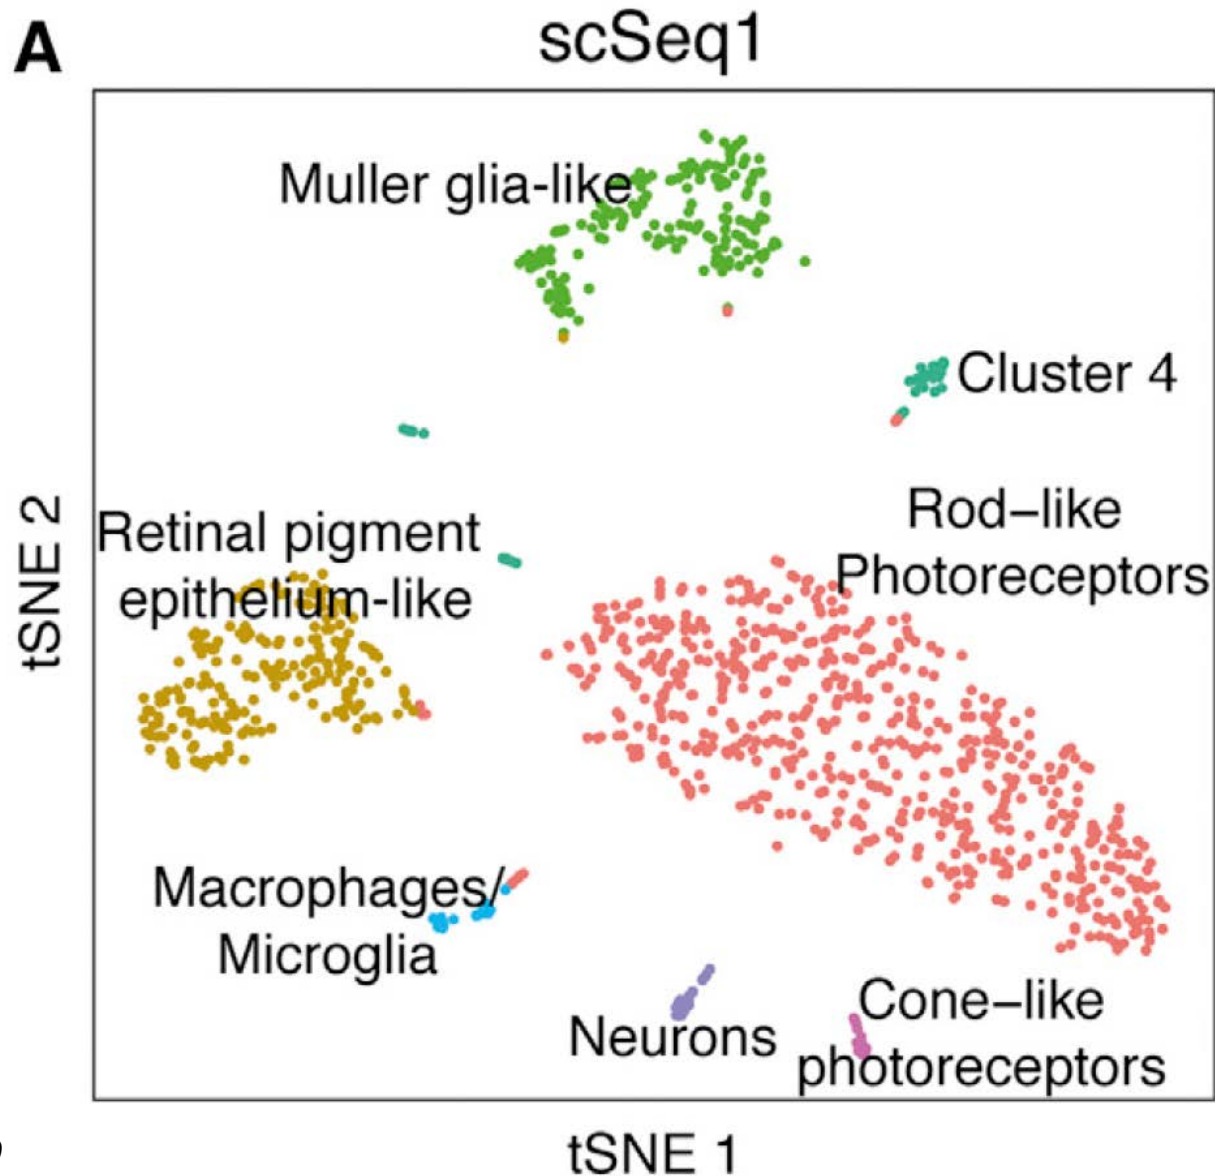 A
scSeq1
Muller glia-like
Cluster 4
Rod–like
Photoreceptors
Retinal pigment
epithelium-like
Macrophages/
Microglia
Neurons
Cone–like
photoreceptors
tSNE 2
tSNE 1